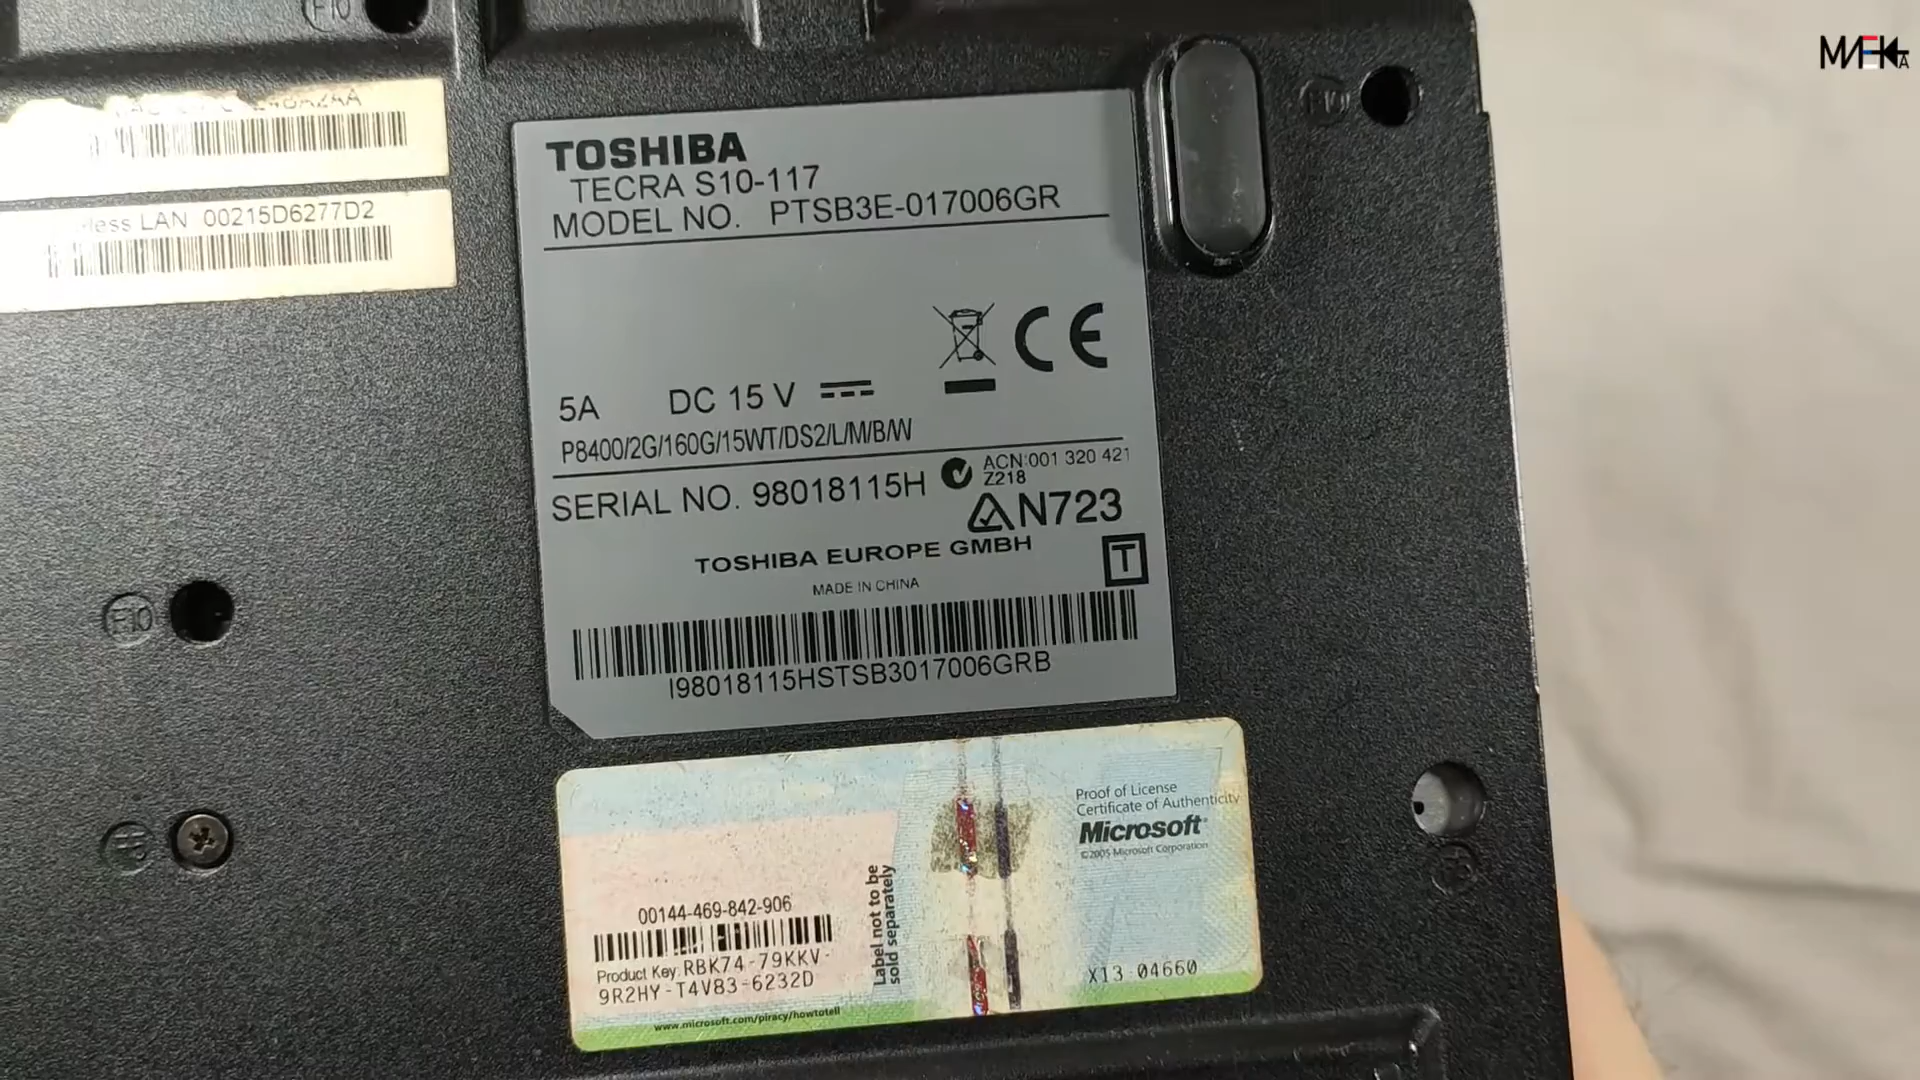 F10
less LAN 00215D6277D2
TOSHIBA
TECRA S10-117
MODEL NO. PTSB3E-017006GR
F10
CE
5A DC 15 V
P8400/2G/160G/15WT/DS2/L/M/B/W
ACN:001 320 421
Z218
SERIAL NO. 98018115H
N723
TOSHIBA EUROPE GMBH
T
MADE IN CHINA
I98018115HSTSB3017006GRB
F10
Proof of License
Certificate of Authenticity
Microsoft
©2005 Microsoft Corporation
00144-469-842-906
Product Key: RBK74-79KKV-
9R2HY-T4V83-6232D
www.microsoft.com/piracy/howtotell
Label not to be
sold separately
X13-04660